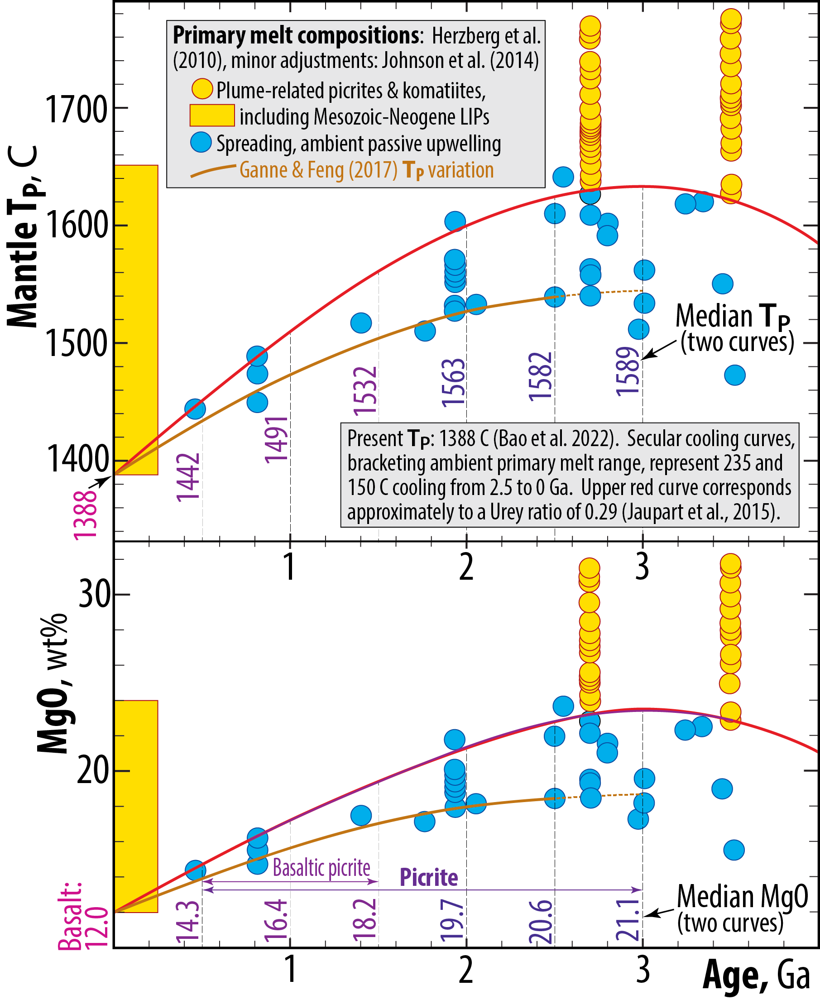 Primary melt compositions: Herzberg et al.
(2010), minor adjustments: Johnson et al. (2014)
Plume-related picrites & komatiites,
including Mesozoic-Neogene LIPs
Spreading, ambient passive upwelling
Ganne & Feng (2017) TP variation
Mantle TP, C
1700
1600
1500
1400
1388
1442
1491
1532
1563
1582
1589
Median TP
(two curves)
Present TP: 1388 C (Bao et al. 2022). Secular cooling curves,
bracketing ambient primary melt range, represent 235 and
150 C cooling from 2.5 to 0 Ga. Upper red curve corresponds
approximately to a Urey ratio of 0.29 (Jaupart et al., 2015).
1
2
3
MgO, wt%
30
20
Basaltic picrite
Picrite
Basalt:
12.0
14.3
16.4
18.2
19.7
20.6
21.1
Median MgO
(two curves)
1
2
3
Age, Ga